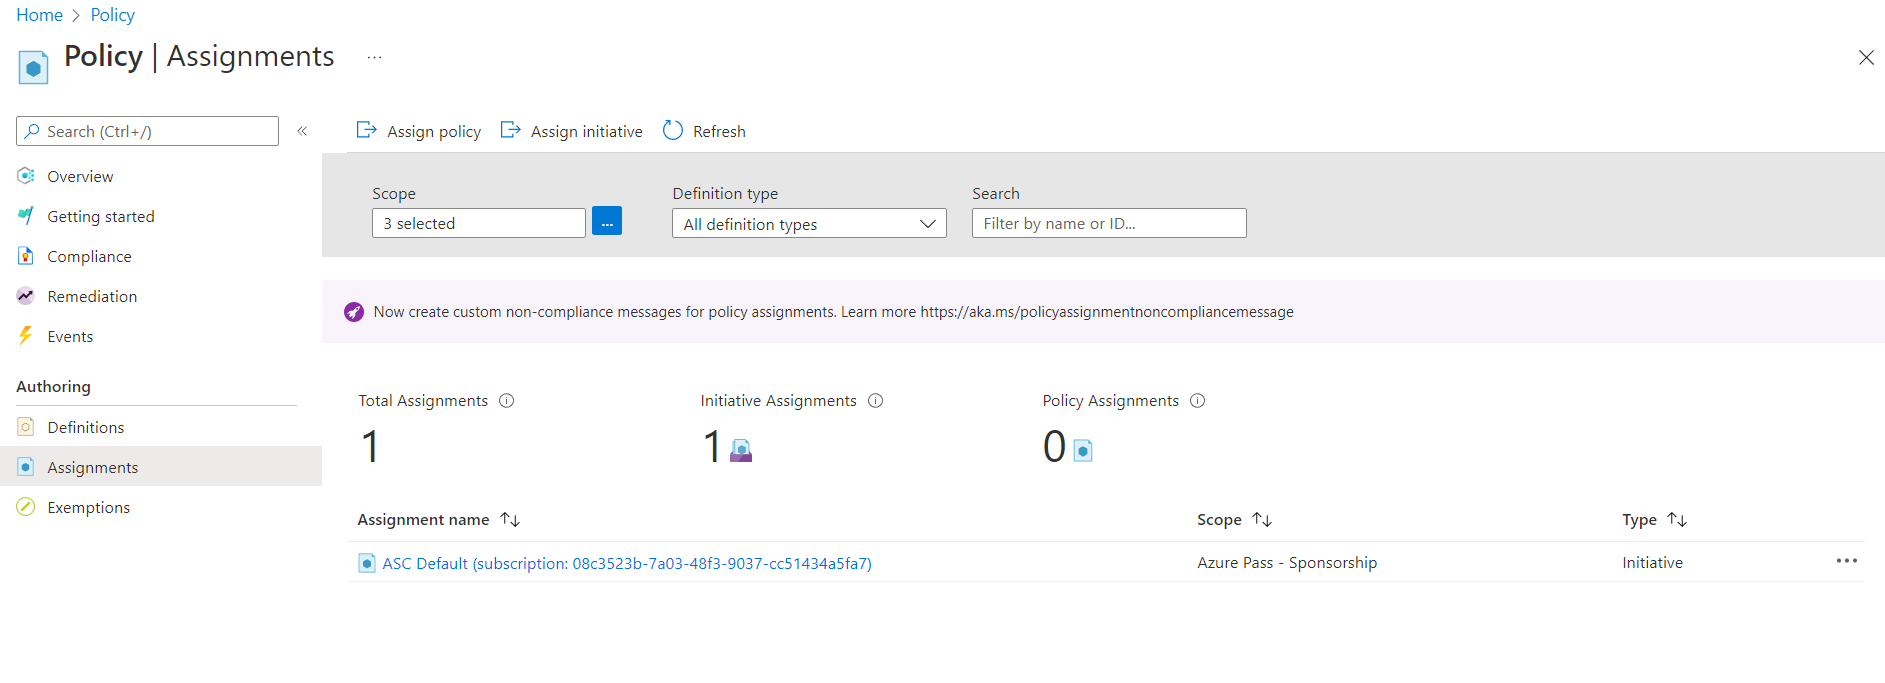 Home > Policy
Policy | Assignments ...
Search (Ctrl+/) «
Overview
Getting started
Compliance
Remediation
Events
Authoring
Definitions
Assignments
Exemptions
Assign policy Assign initiative Refresh
Scope Definition type Search
3 selected ... All definition types Filter by name or ID...
Now create custom non-compliance messages for policy assignments. Learn more https://aka.ms/policyassignmentnoncompliancemessage
Total Assignments Initiative Assignments Policy Assignments
1 1 0
Assignment name ↑↓ Scope ↑↓ Type ↑↓
ASC Default (subscription: 08c3523b-7a03-48f3-9037-cc51434a5fa7) Azure Pass - Sponsorship Initiative ...